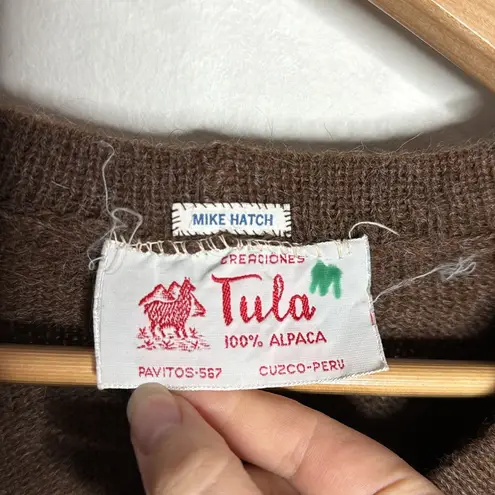 MIKE HATCH
CREACIONES
M
Tula
100% ALPACA
PAVITOS-567
CUZCO-PERU